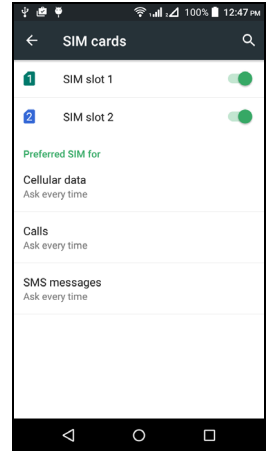 100% 12:47 PM
SIM cards
1 SIM slot 1
2 SIM slot 2
Preferred SIM for
Cellular data
Ask every time
Calls
Ask every time
SMS messages
Ask every time